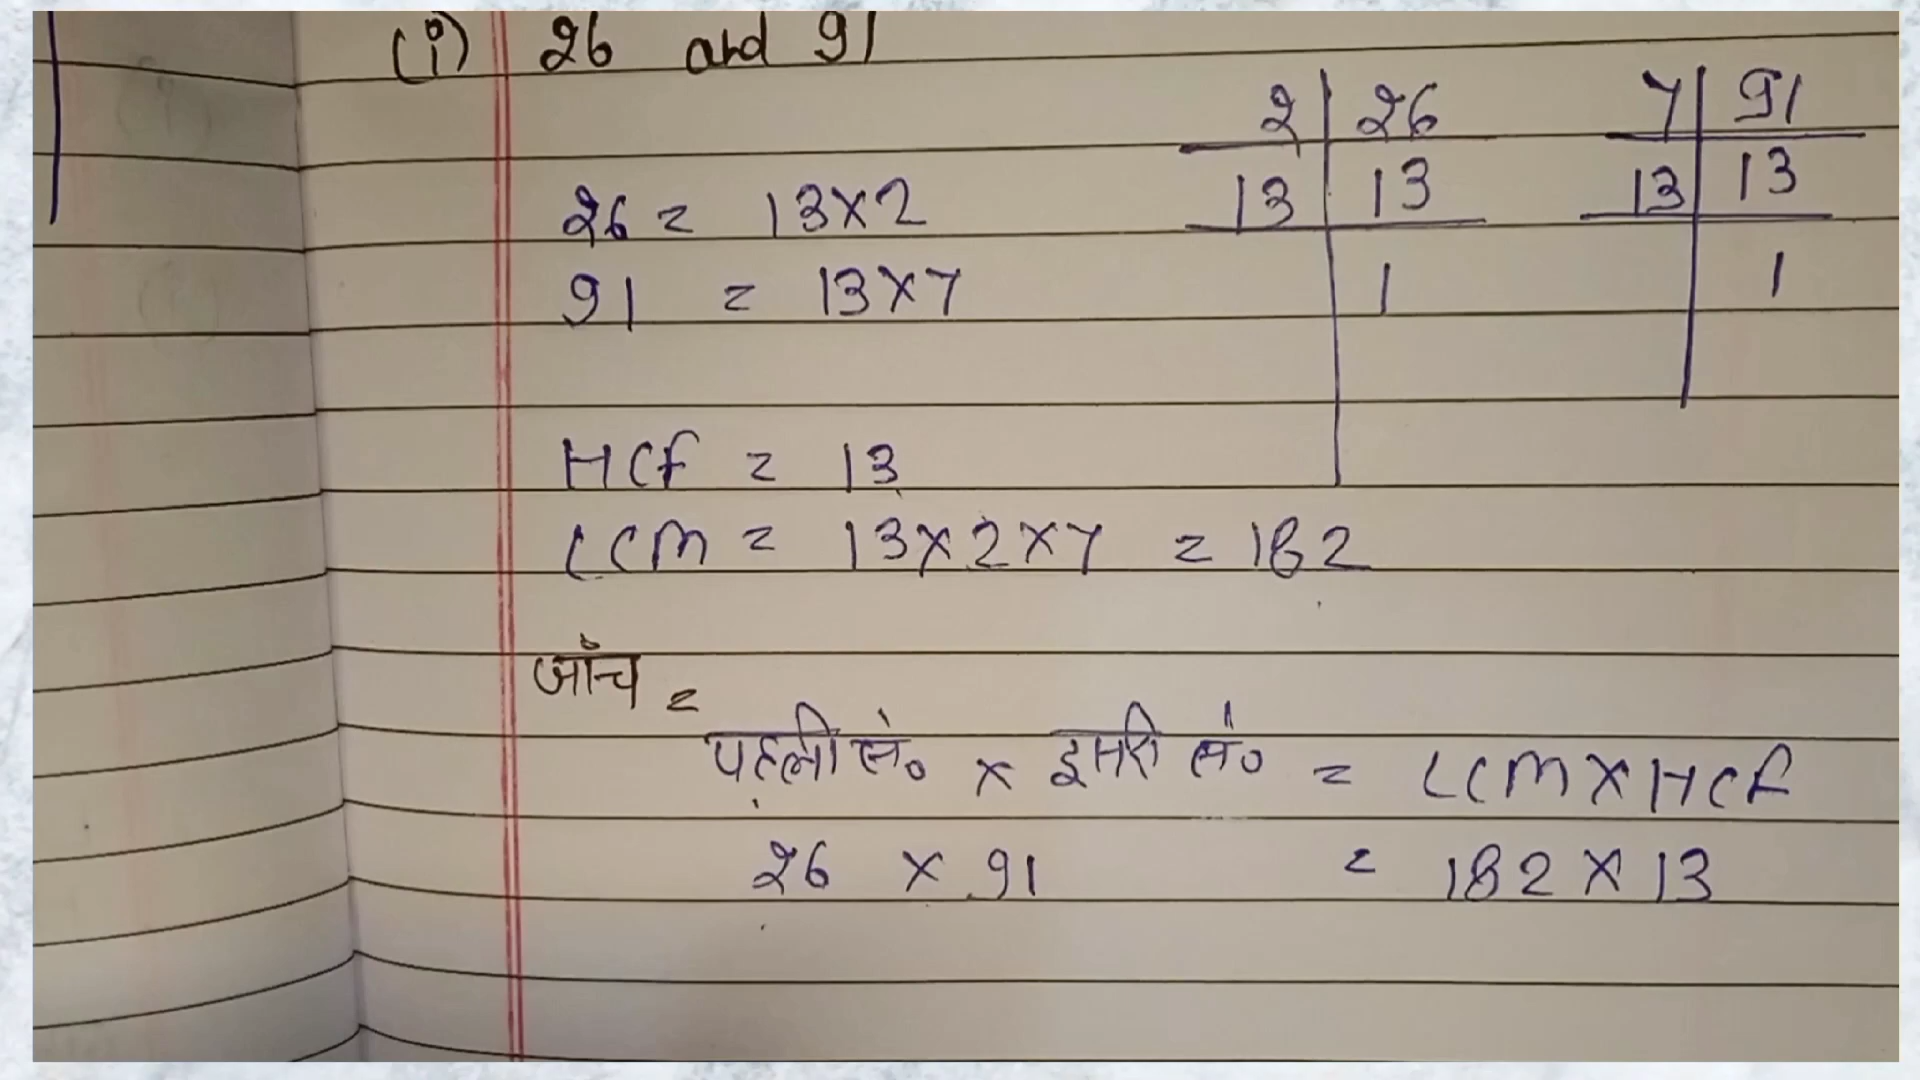 (i) 26 and 91
2 | 26
13 | 13
1
7 | 91
13 | 13
1
26 = 13×2
91 = 13×7
HCF = 13
LCM = 13×2×7 = 182
जाँच =
पहली सं० × दूसरी सं० = LCM×HCF
26 × 91 = 182 × 13